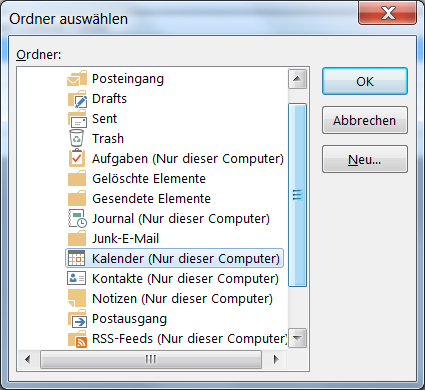 Ordner auswählen
Ordner:
Posteingang
Drafts
Sent
Trash
Aufgaben (Nur dieser Computer)
Gelöschte Elemente
Gesendete Elemente
Journal (Nur dieser Computer)
Junk-E-Mail
Kalender (Nur dieser Computer)
Kontakte (Nur dieser Computer)
Notizen (Nur dieser Computer)
Postausgang
RSS-Feeds (Nur dieser Computer)
OK
Abbrechen
Neu...